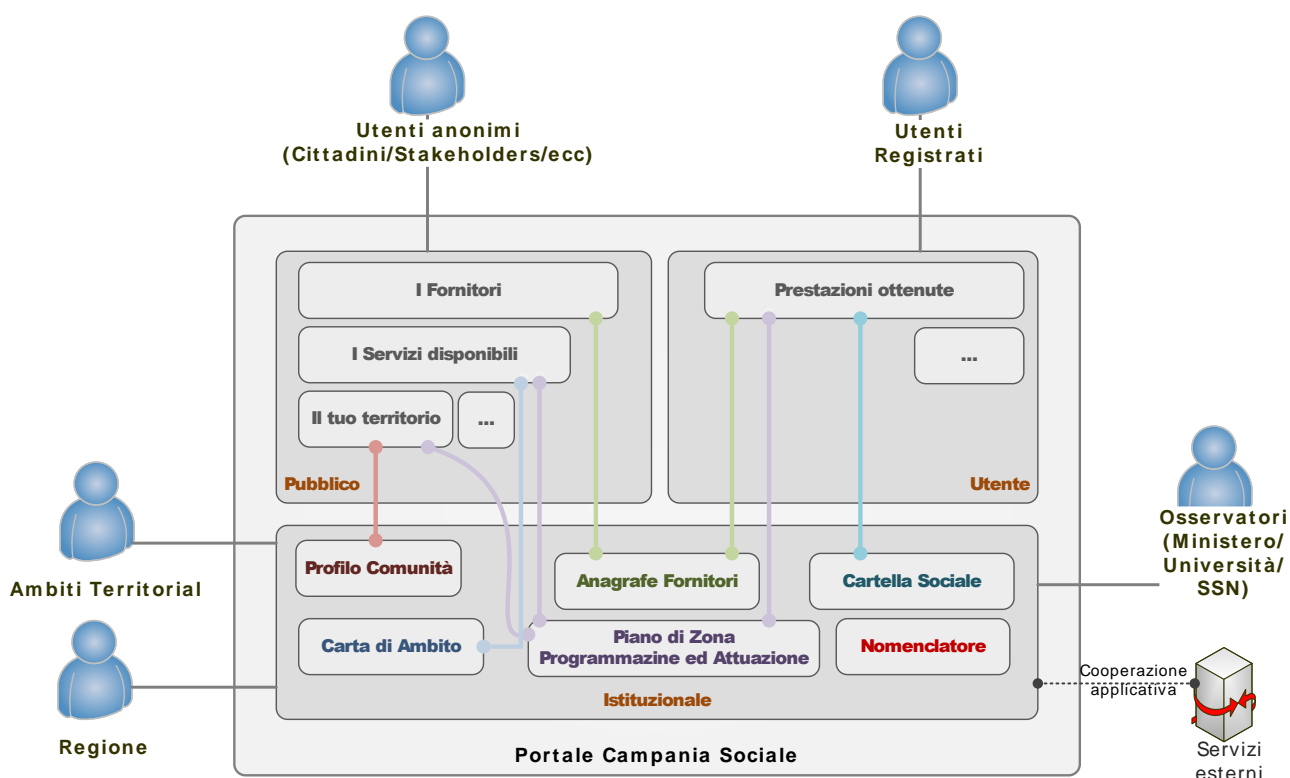 Utenti anonimi
(Cittadini/Stakeholders/ecc)
Utenti
Registrati
I Fornitori
I Servizi disponibili
Il tuo territorio
...
Pubblico
Prestazioni ottenute
...
Utente
Ambiti Territorial
Regione
Osservatori
(Ministero/
Università/
SSN)
Profilo Comunità
Anagrafe Fornitori
Cartella Sociale
Carta di Ambito
Piano di Zona
Programmazine ed Attuazione
Nomenclatore
Istituzionale
Cooperazione
applicativa
Portale Campania Sociale
Servizi
esterni